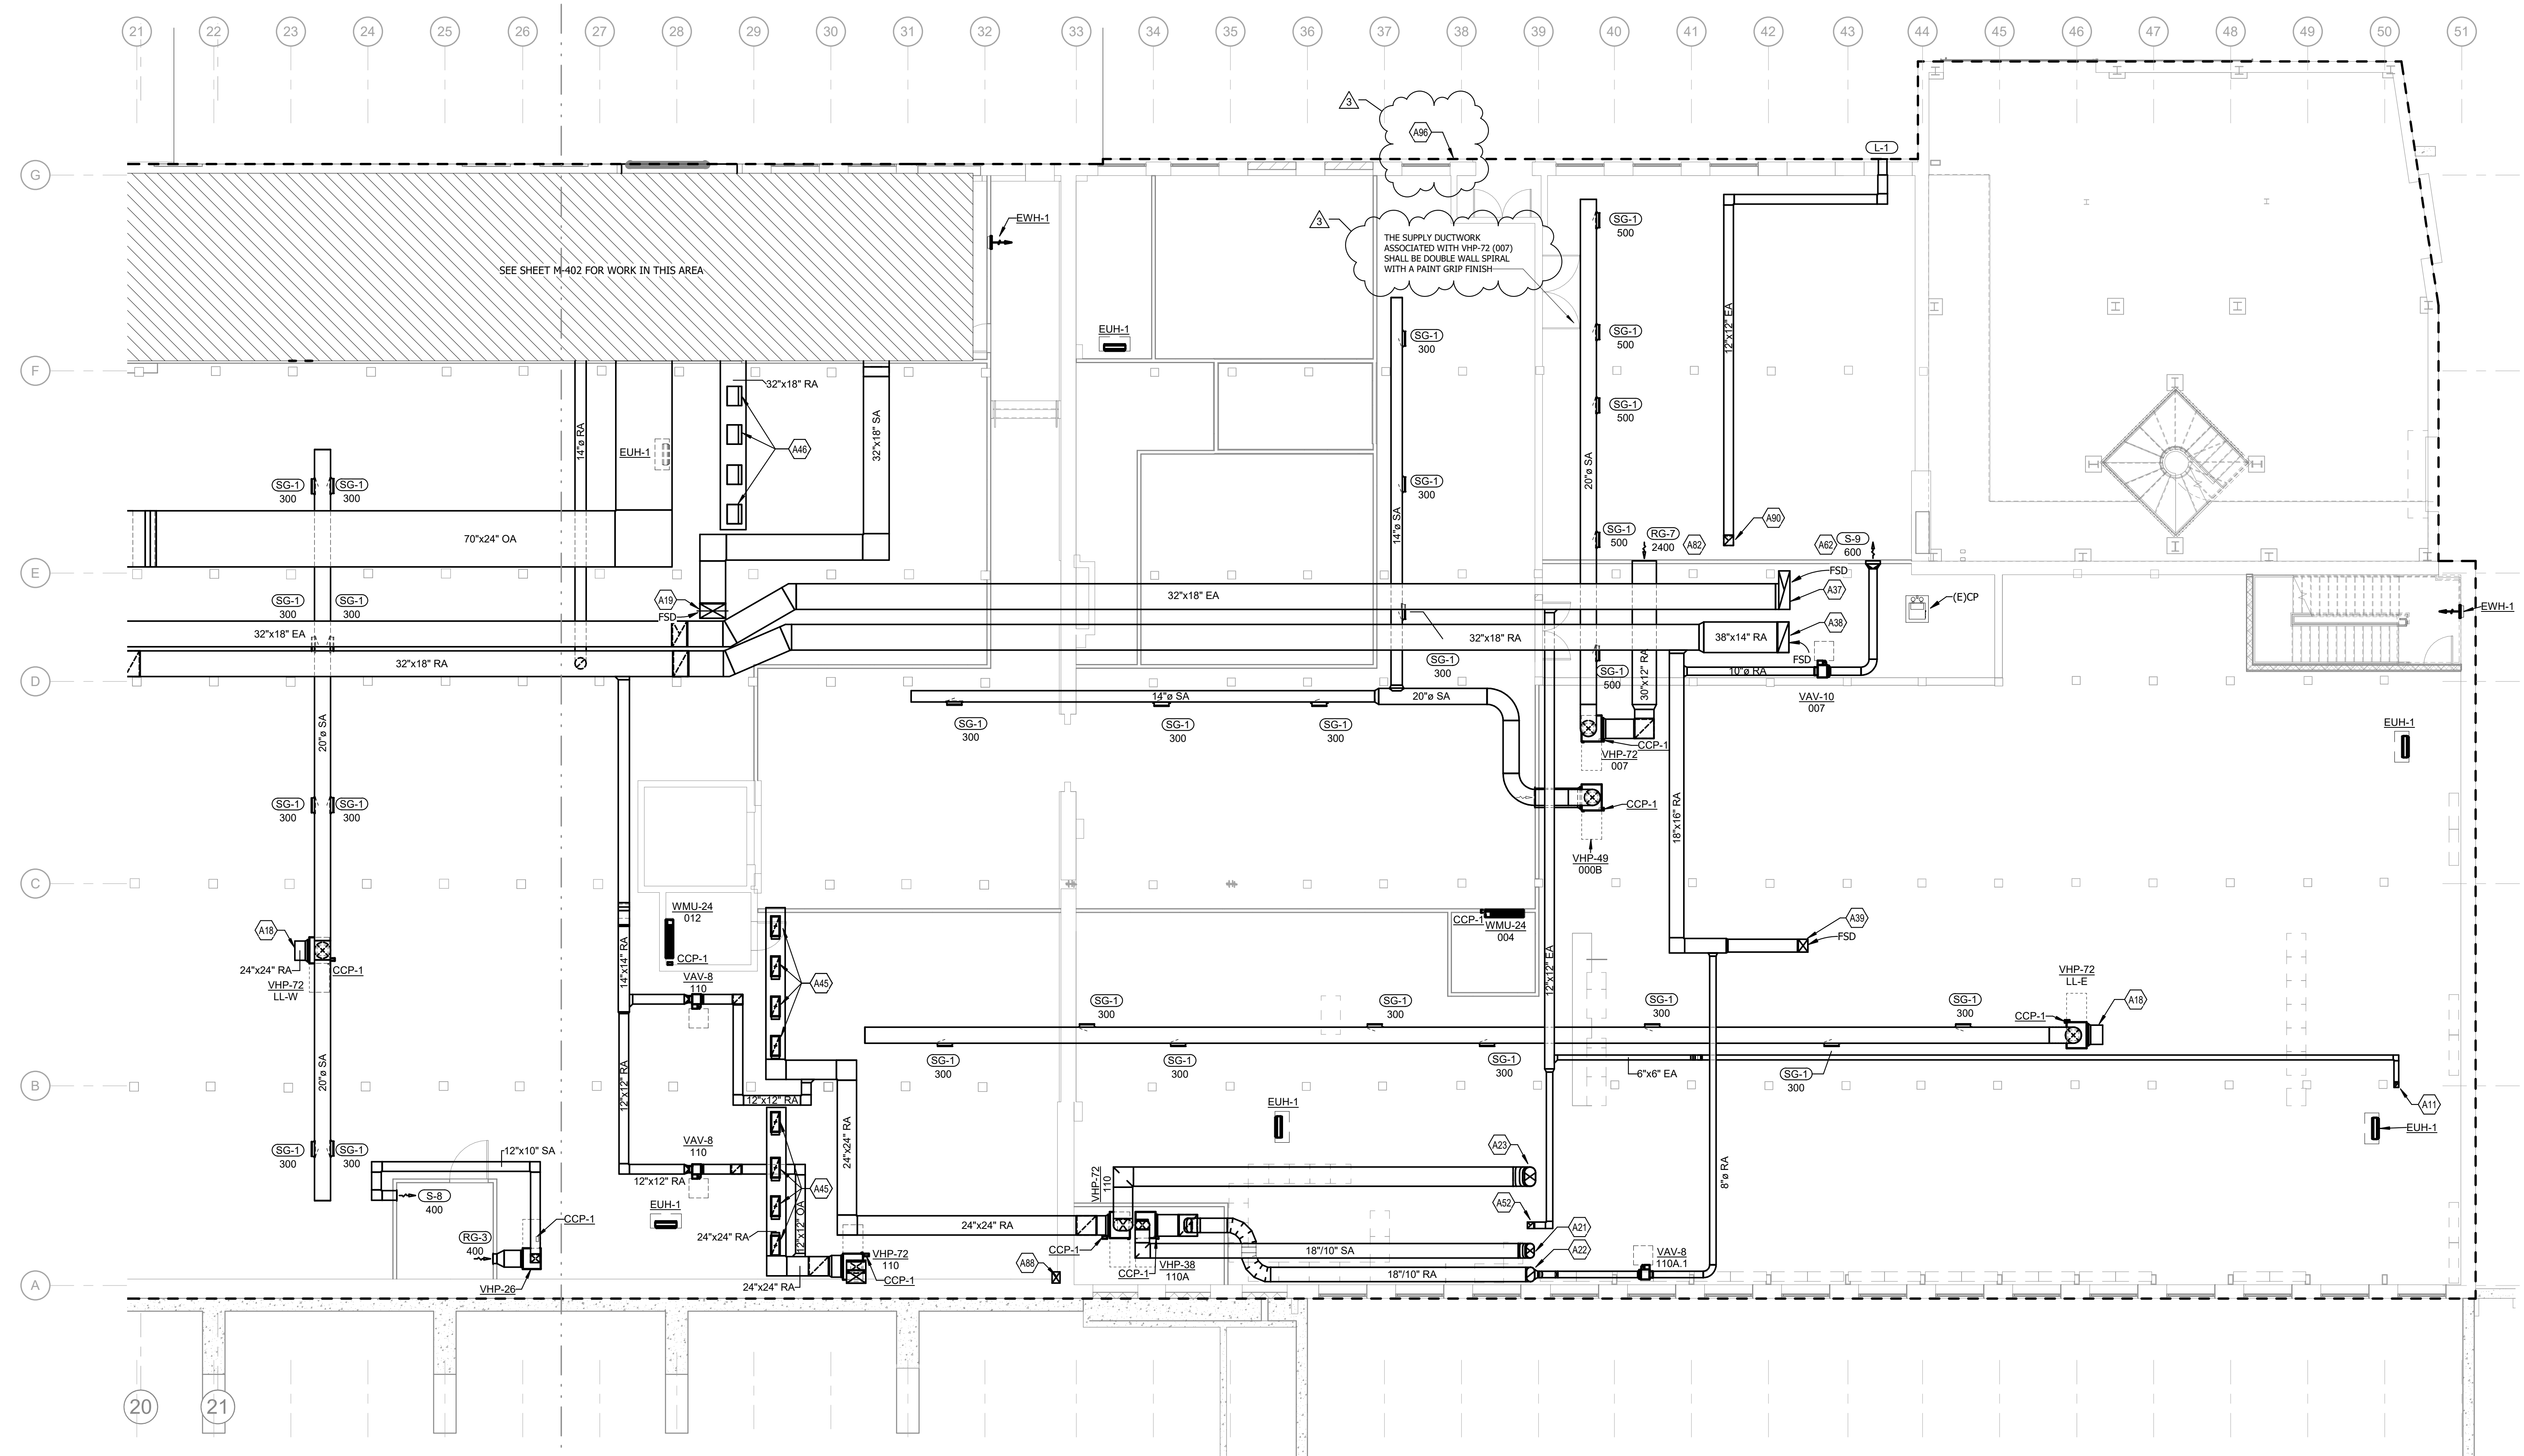 21 22 23 24 25 26 27 28 29 30 31 32 33 34 35 36 37 38 39 40 41 42 43 44 45 46 47 48 49 50 51
3
A96
L-1
G
EWH-1
3
THE SUPPLY DUCTWORK
ASSOCIATED WITH VHP-72 (007)
SHALL BE DOUBLE WALL SPIRAL
WITH A PAINT GRIP FINISH
SG-1
500
SEE SHEET M-402 FOR WORK IN THIS AREA
EUH-1
SG-1
300
SG-1
500
12"x12" EA
F
32"x18" RA
SG-1
500
14"ø RA
EUH-1
A46
32"x18" SA
20"ø SA
SG-1
300
SG-1
300
SG-1
300
14"ø SA
70"x24" OA
SG-1
500
RG-7
2400
A82
A90
A62
S-9
600
E
FSD
A37
SG-1
300
SG-1
300
A19
FSD
32"x18" EA
(E)CP
EWH-1
32"x18" EA
32"x18" RA
38"x14" RA
A38
FSD
32"x18" RA
SG-1
300
SG-1
500
30"x12" RA
10"ø RA
D
14"ø SA
20"ø SA
VAV-10
007
SG-1
300
SG-1
300
SG-1
300
20"ø SA
EUH-1
CCP-1
VHP-72
007
SG-1
300
SG-1
300
CCP-1
18"x16" RA
VHP-49
000B
C
WMU-24
012
CCP-1
WMU-24
004
A39
FSD
A18
24"x24" RA
CCP-1
VHP-72
LL-W
14"x14" RA
CCP-1
VAV-8
110
A45
12"x12" EA
VHP-72
LL-E
SG-1
300
SG-1
300
SG-1
300
SG-1
300
CCP-1
A18
SG-1
300
SG-1
300
SG-1
300
6"x6" EA
SG-1
300
B
20"ø SA
12"x12" RA
12"x12" RA
A11
EUH-1
EUH-1
SG-1
300
SG-1
300
12"x10" SA
VAV-8
110
24"x24" RA
A23
12"x12" RA
A45
VHP-72
110
8"ø RA
S-8
400
EUH-1
A52
CCP-1
RG-3
400
24"x24" RA
12"x12" OA
24"x24" RA
A21
CCP-1
18"/10" SA
A22
VHP-72
110
CCP-1
A88
CCP-1
VHP-38
110A
VAV-8
110A.1
18"/10" RA
A
VHP-26
24"x24" RA
20 21